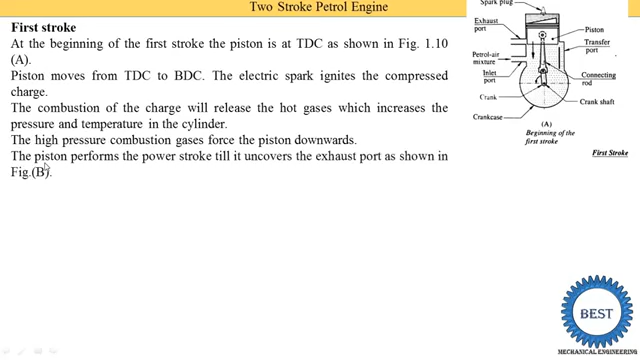 Two Stroke Petrol Engine
First stroke
At the beginning of the first stroke the piston is at TDC as shown in Fig. 1.10
(A).
Piston moves from TDC to BDC. The electric spark ignites the compressed
charge.
The combustion of the charge will release the hot gases which increases the
pressure and temperature in the cylinder.
The high pressure combustion gases force the piston downwards.
The piston performs the power stroke till it uncovers the exhaust port as shown in
Fig.(B).
Spark plug
Exhaust
port
Petrol-air
mixture
Inlet
port
Crank
Crankcase
Piston
Transfer
port
Connecting
rod
Crank shaft
(A)
Beginning of the
first stroke
First Stroke
BEST
MECHANICAL ENGINEERING